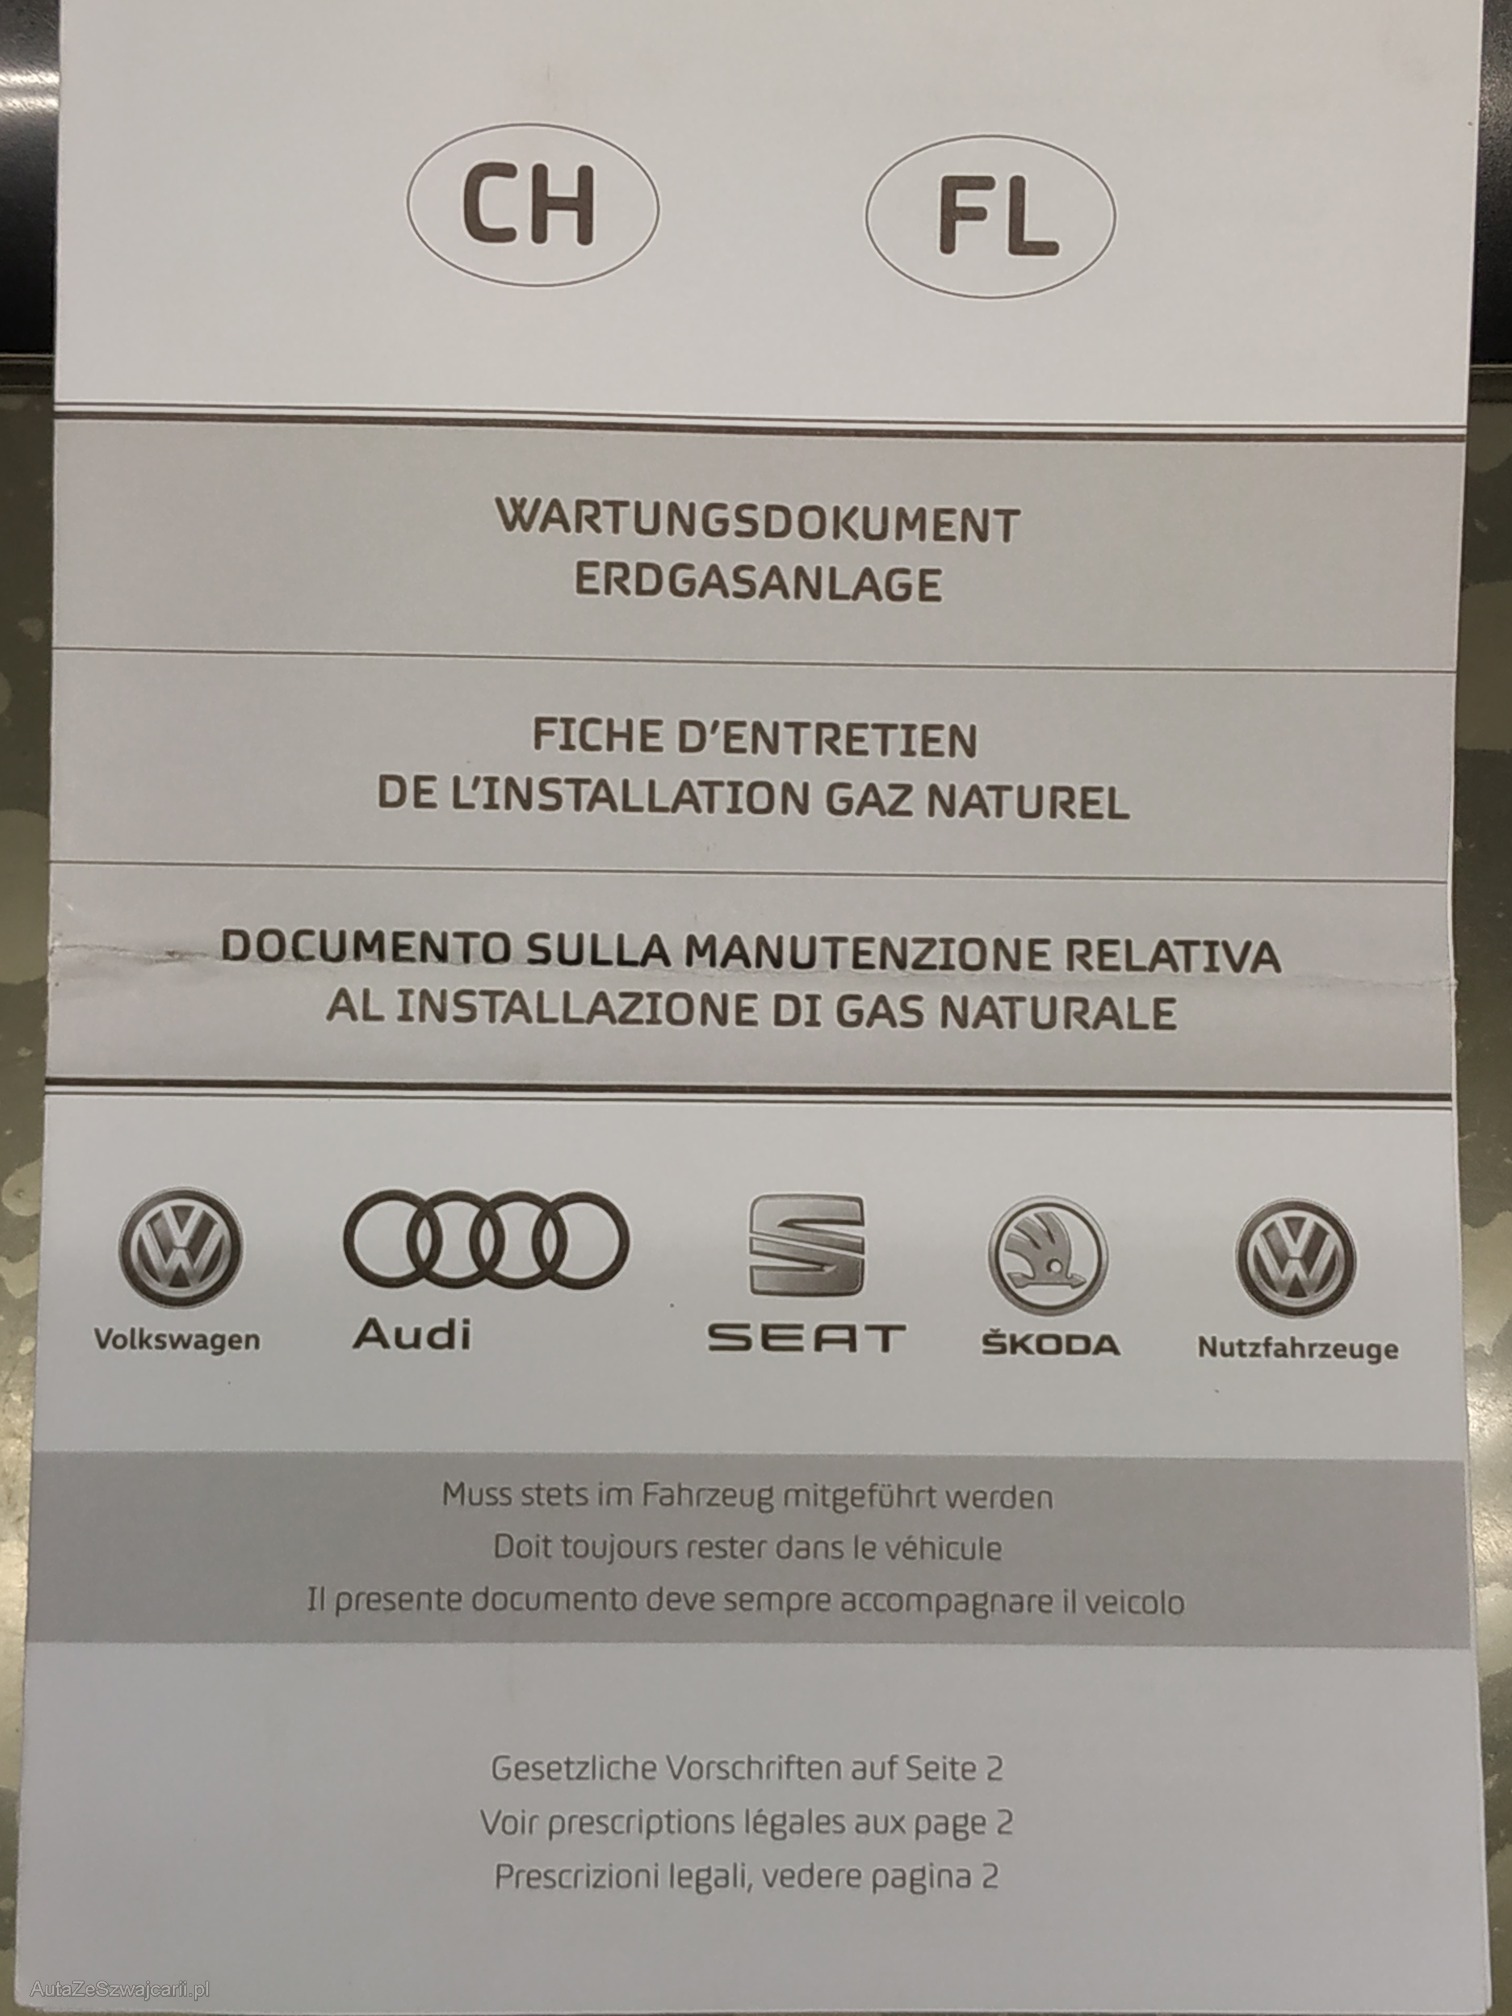 CH FL
WARTUNGSDOKUMENT
ERDGASANLAGE
FICHE D'ENTRETIEN
DE L'INSTALLATION GAZ NATUREL
DOCUMENTO SULLA MANUTENZIONE RELATIVA
AL INSTALLAZIONE DI GAS NATURALE
Volkswagen Audi SEAT ŠKODA Nutzfahrzeuge
Muss stets im Fahrzeug mitgeführt werden
Doit toujours rester dans le véhicule
Il presente documento deve sempre accompagnare il veicolo
Gesetzliche Vorschriften auf Seite 2
Voir prescriptions légales aux page 2
Prescrizioni legali, vedere pagina 2
AutaZeSzwajcarii.pl